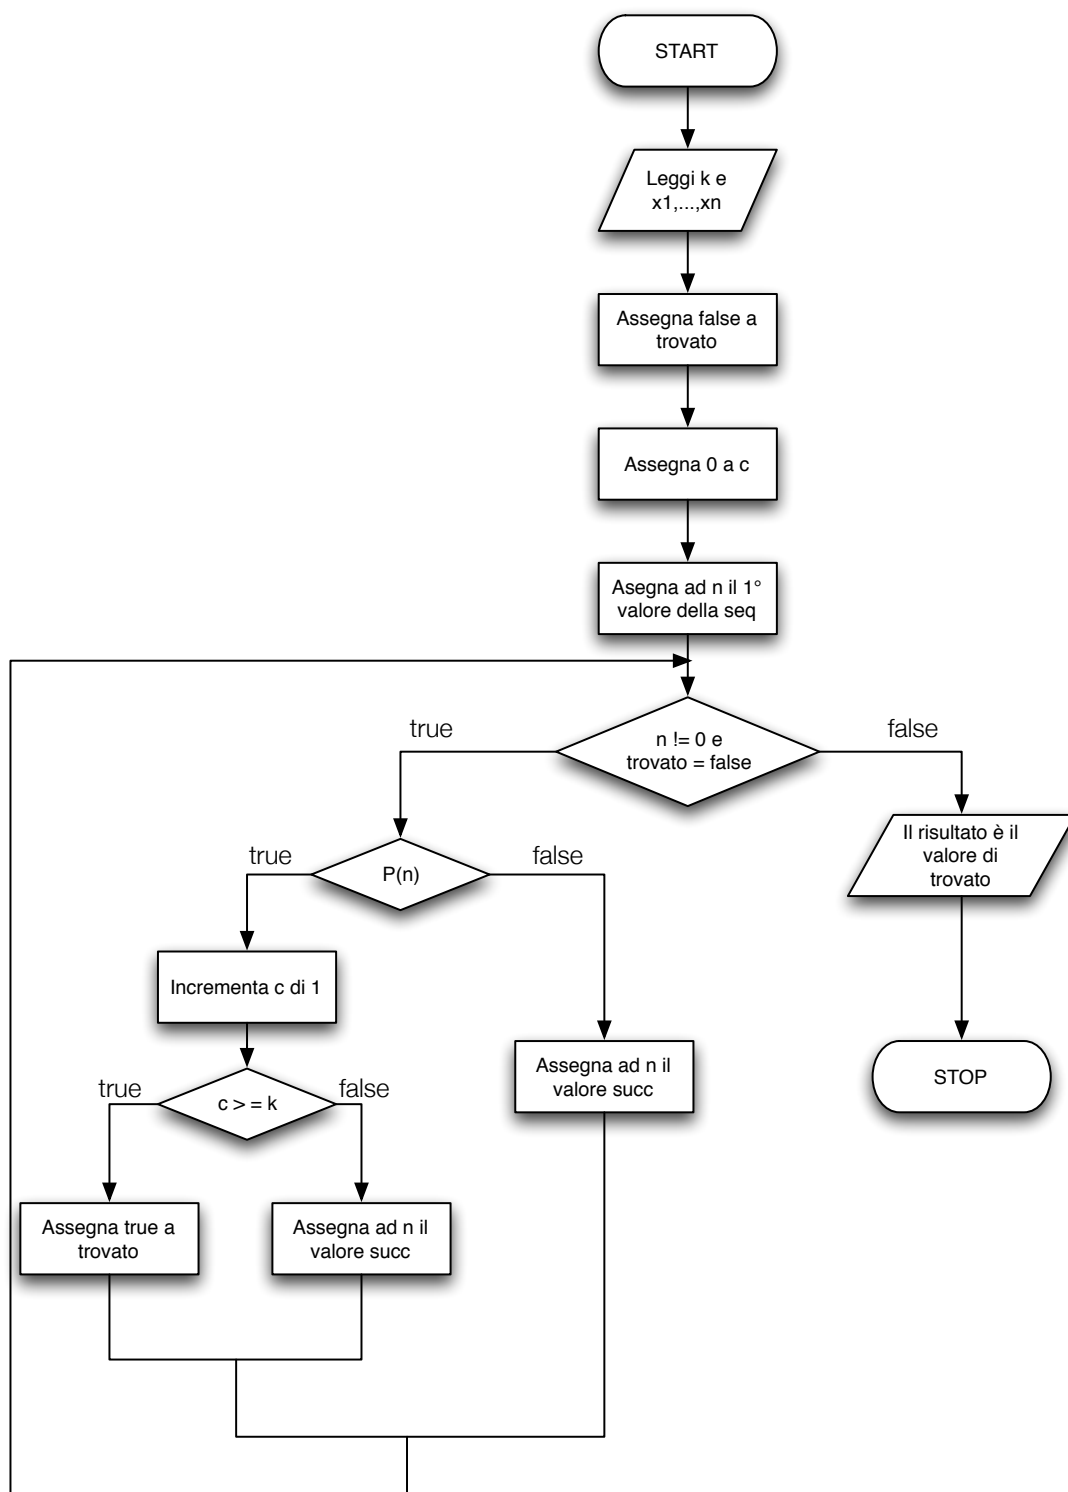 START
Leggi k e
x1,...,xn
Assegna false a
trovato
Assegna 0 a c
Asegna ad n il 1°
valore della seq
true
n != 0 e
trovato = false
false
Il risultato è il
valore di
trovato
true
P(n)
false
Incrementa c di 1
Assegna ad n il
valore succ
STOP
true
c > = k
false
Assegna true a
trovato
Assegna ad n il
valore succ